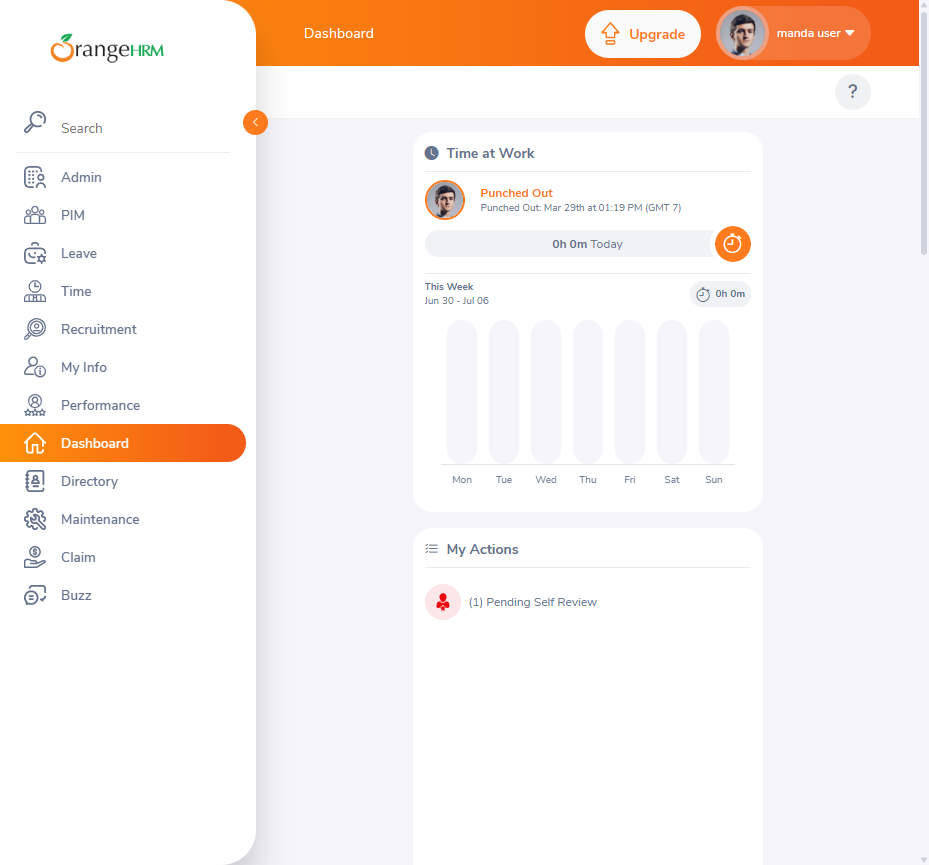 OrangeHRM
Dashboard
Upgrade
manda user
?
Search
Admin
PIM
Leave
Time
Recruitment
My Info
Performance
Dashboard
Directory
Maintenance
Claim
Buzz
Time at Work
Punched Out
Punched Out: Mar 29th at 01:19 PM (GMT 7)
0h 0m Today
This Week
Jun 30 - Jul 06
0h 0m
Mon Tue Wed Thu Fri Sat Sun
My Actions
(1) Pending Self Review